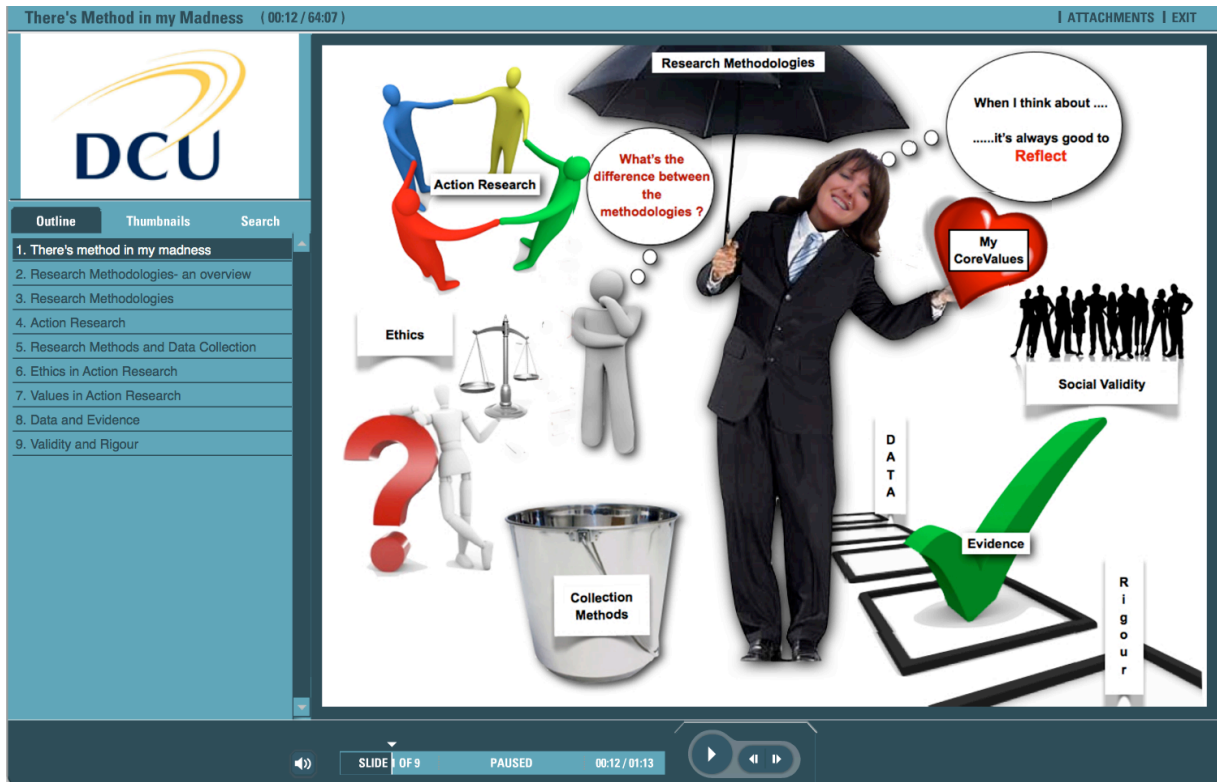 There's Method in my Madness ( 00:12 / 64:07 )
| ATTACHMENTS | EXIT
DCU
Outline Thumbnails Search
1. There's method in my madness
2. Research Methodologies- an overview
3. Research Methodologies
4. Action Research
5. Research Methods and Data Collection
6. Ethics in Action Research
7. Values in Action Research
8. Data and Evidence
9. Validity and Rigour
Research Methodologies
When I think about ....
......it's always good to
Reflect
Action Research
What's the
difference between
the
methodologies ?
My
CoreValues
Ethics
Social Validity
D
A
T
A
Evidence
Collection
Methods
R
i
g
o
u
r
SLIDE 1 OF 9 PAUSED 00:12 / 01:13